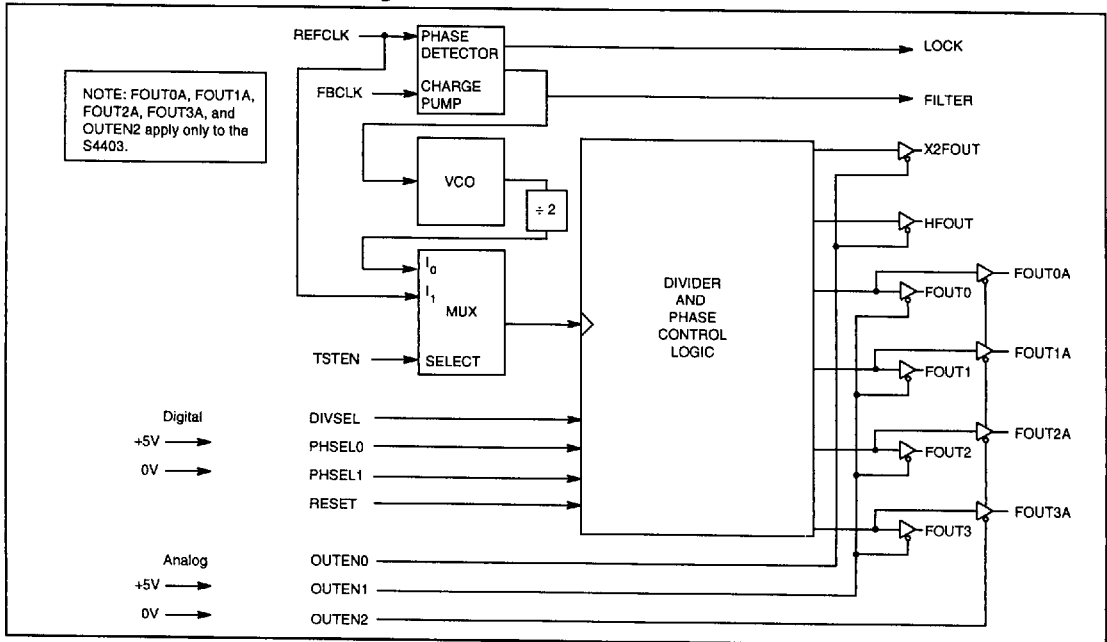 REFCLK
PHASE
DETECTOR
LOCK
NOTE: FOUT0A, FOUT1A,
FOUT2A, FOUT3A, and
OUTEN2 apply only to the
S4403.
FBCLK
CHARGE
PUMP
FILTER
VCO
÷ 2
X2FOUT
HFOUT
I0
I1
MUX
SELECT
TSTEN
DIVIDER
AND
PHASE
CONTROL
LOGIC
FOUT0A
FOUT0
FOUT1A
FOUT1
FOUT2A
FOUT2
FOUT3A
FOUT3
Digital
+5V
0V
DIVSEL
PHSEL0
PHSEL1
RESET
Analog
+5V
0V
OUTEN0
OUTEN1
OUTEN2